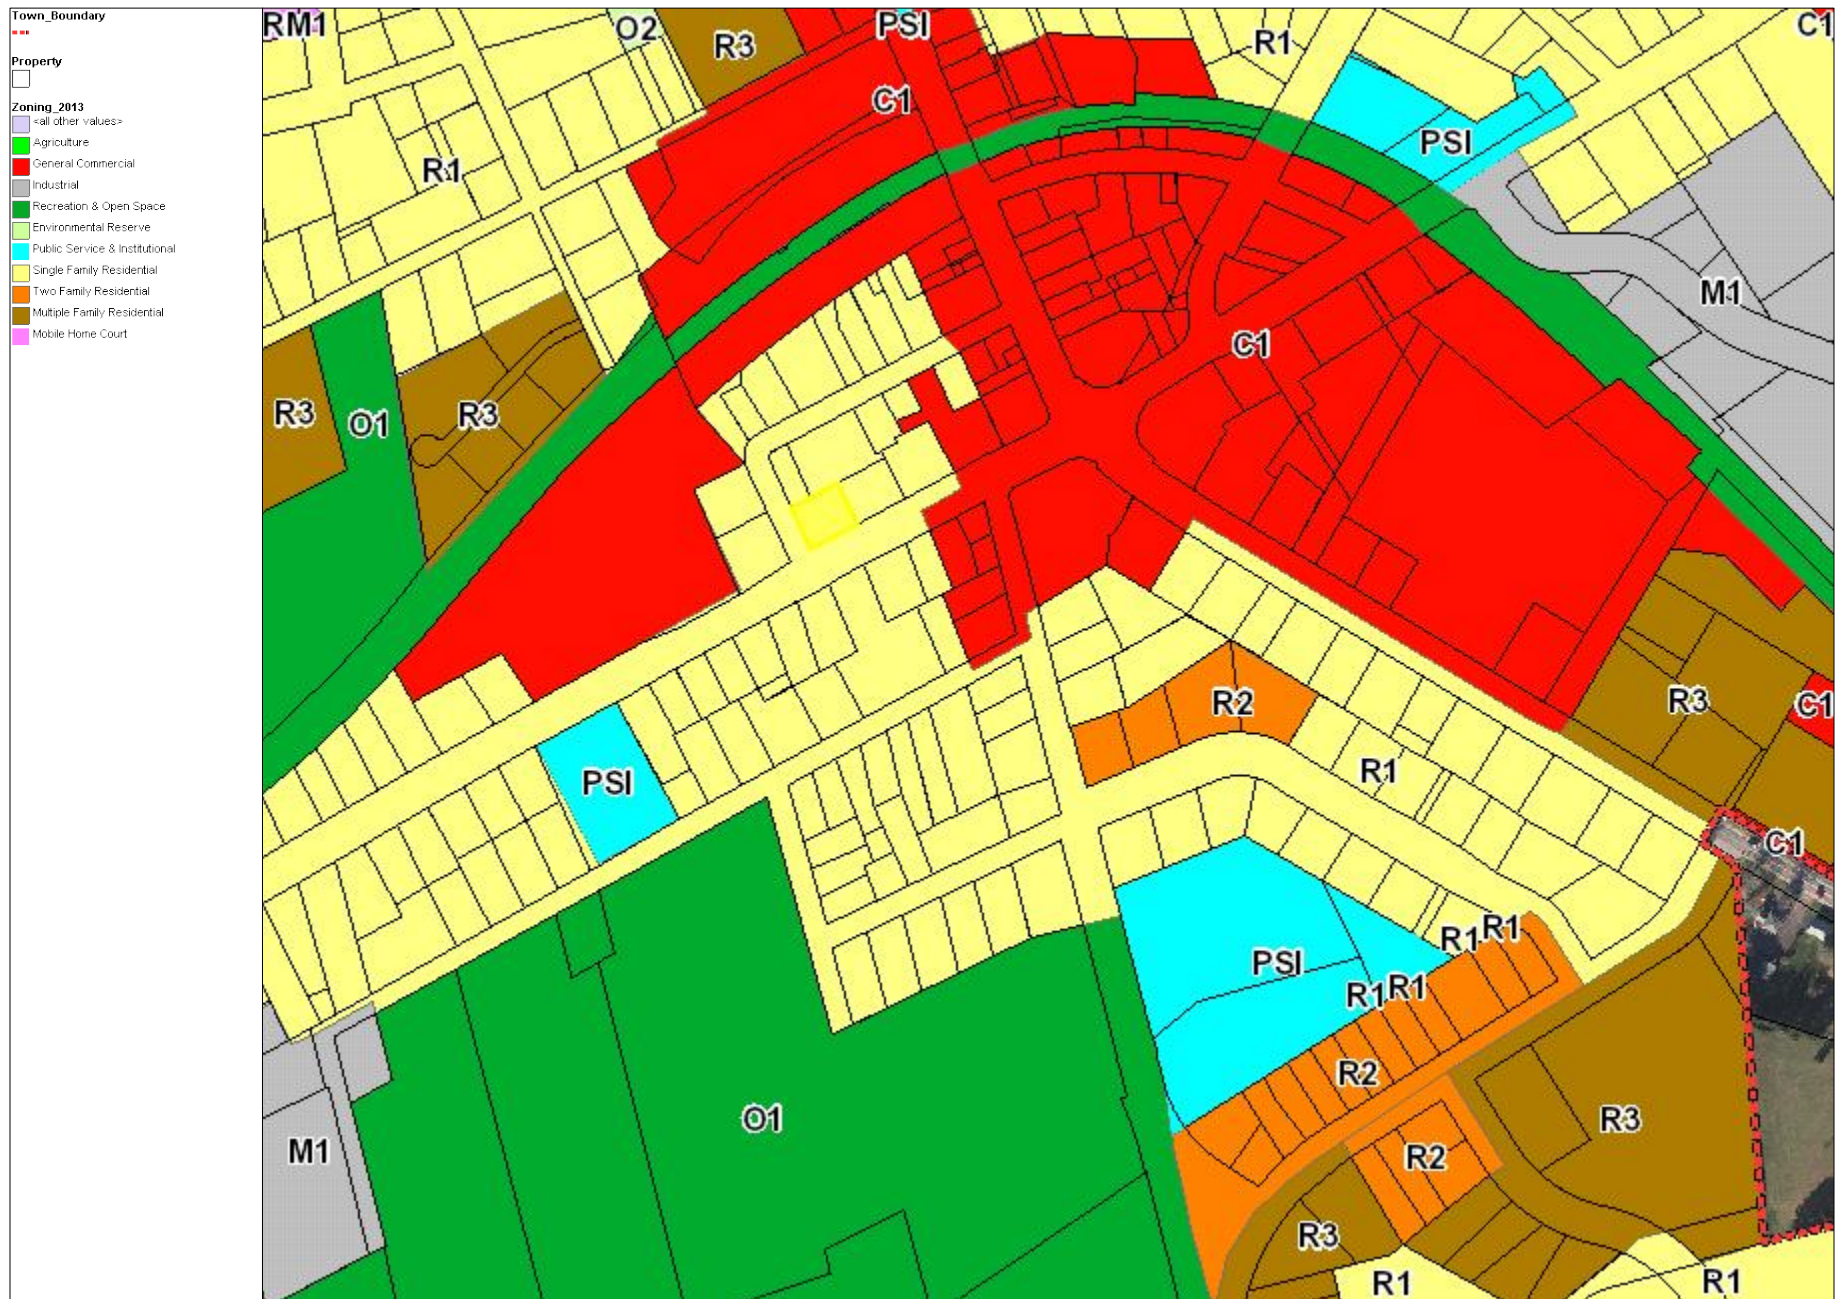 Town_Boundary
Property
Zoning_2013
<all other values>
Agriculture
General Commercial
Industrial
Recreation & Open Space
Environmental Reserve
Public Service & Institutional
Single Family Residential
Two Family Residential
Multiple Family Residential
Mobile Home Court
RM1
O2
R3
PSI
R1
C1
C1
R1
PSI
M1
C1
R3
O1
R3
R2
R3
C1
PSI
R1
C1
R1
R1
PSI
R1
R1
R2
O1
R3
M1
R2
R3
R1
R1